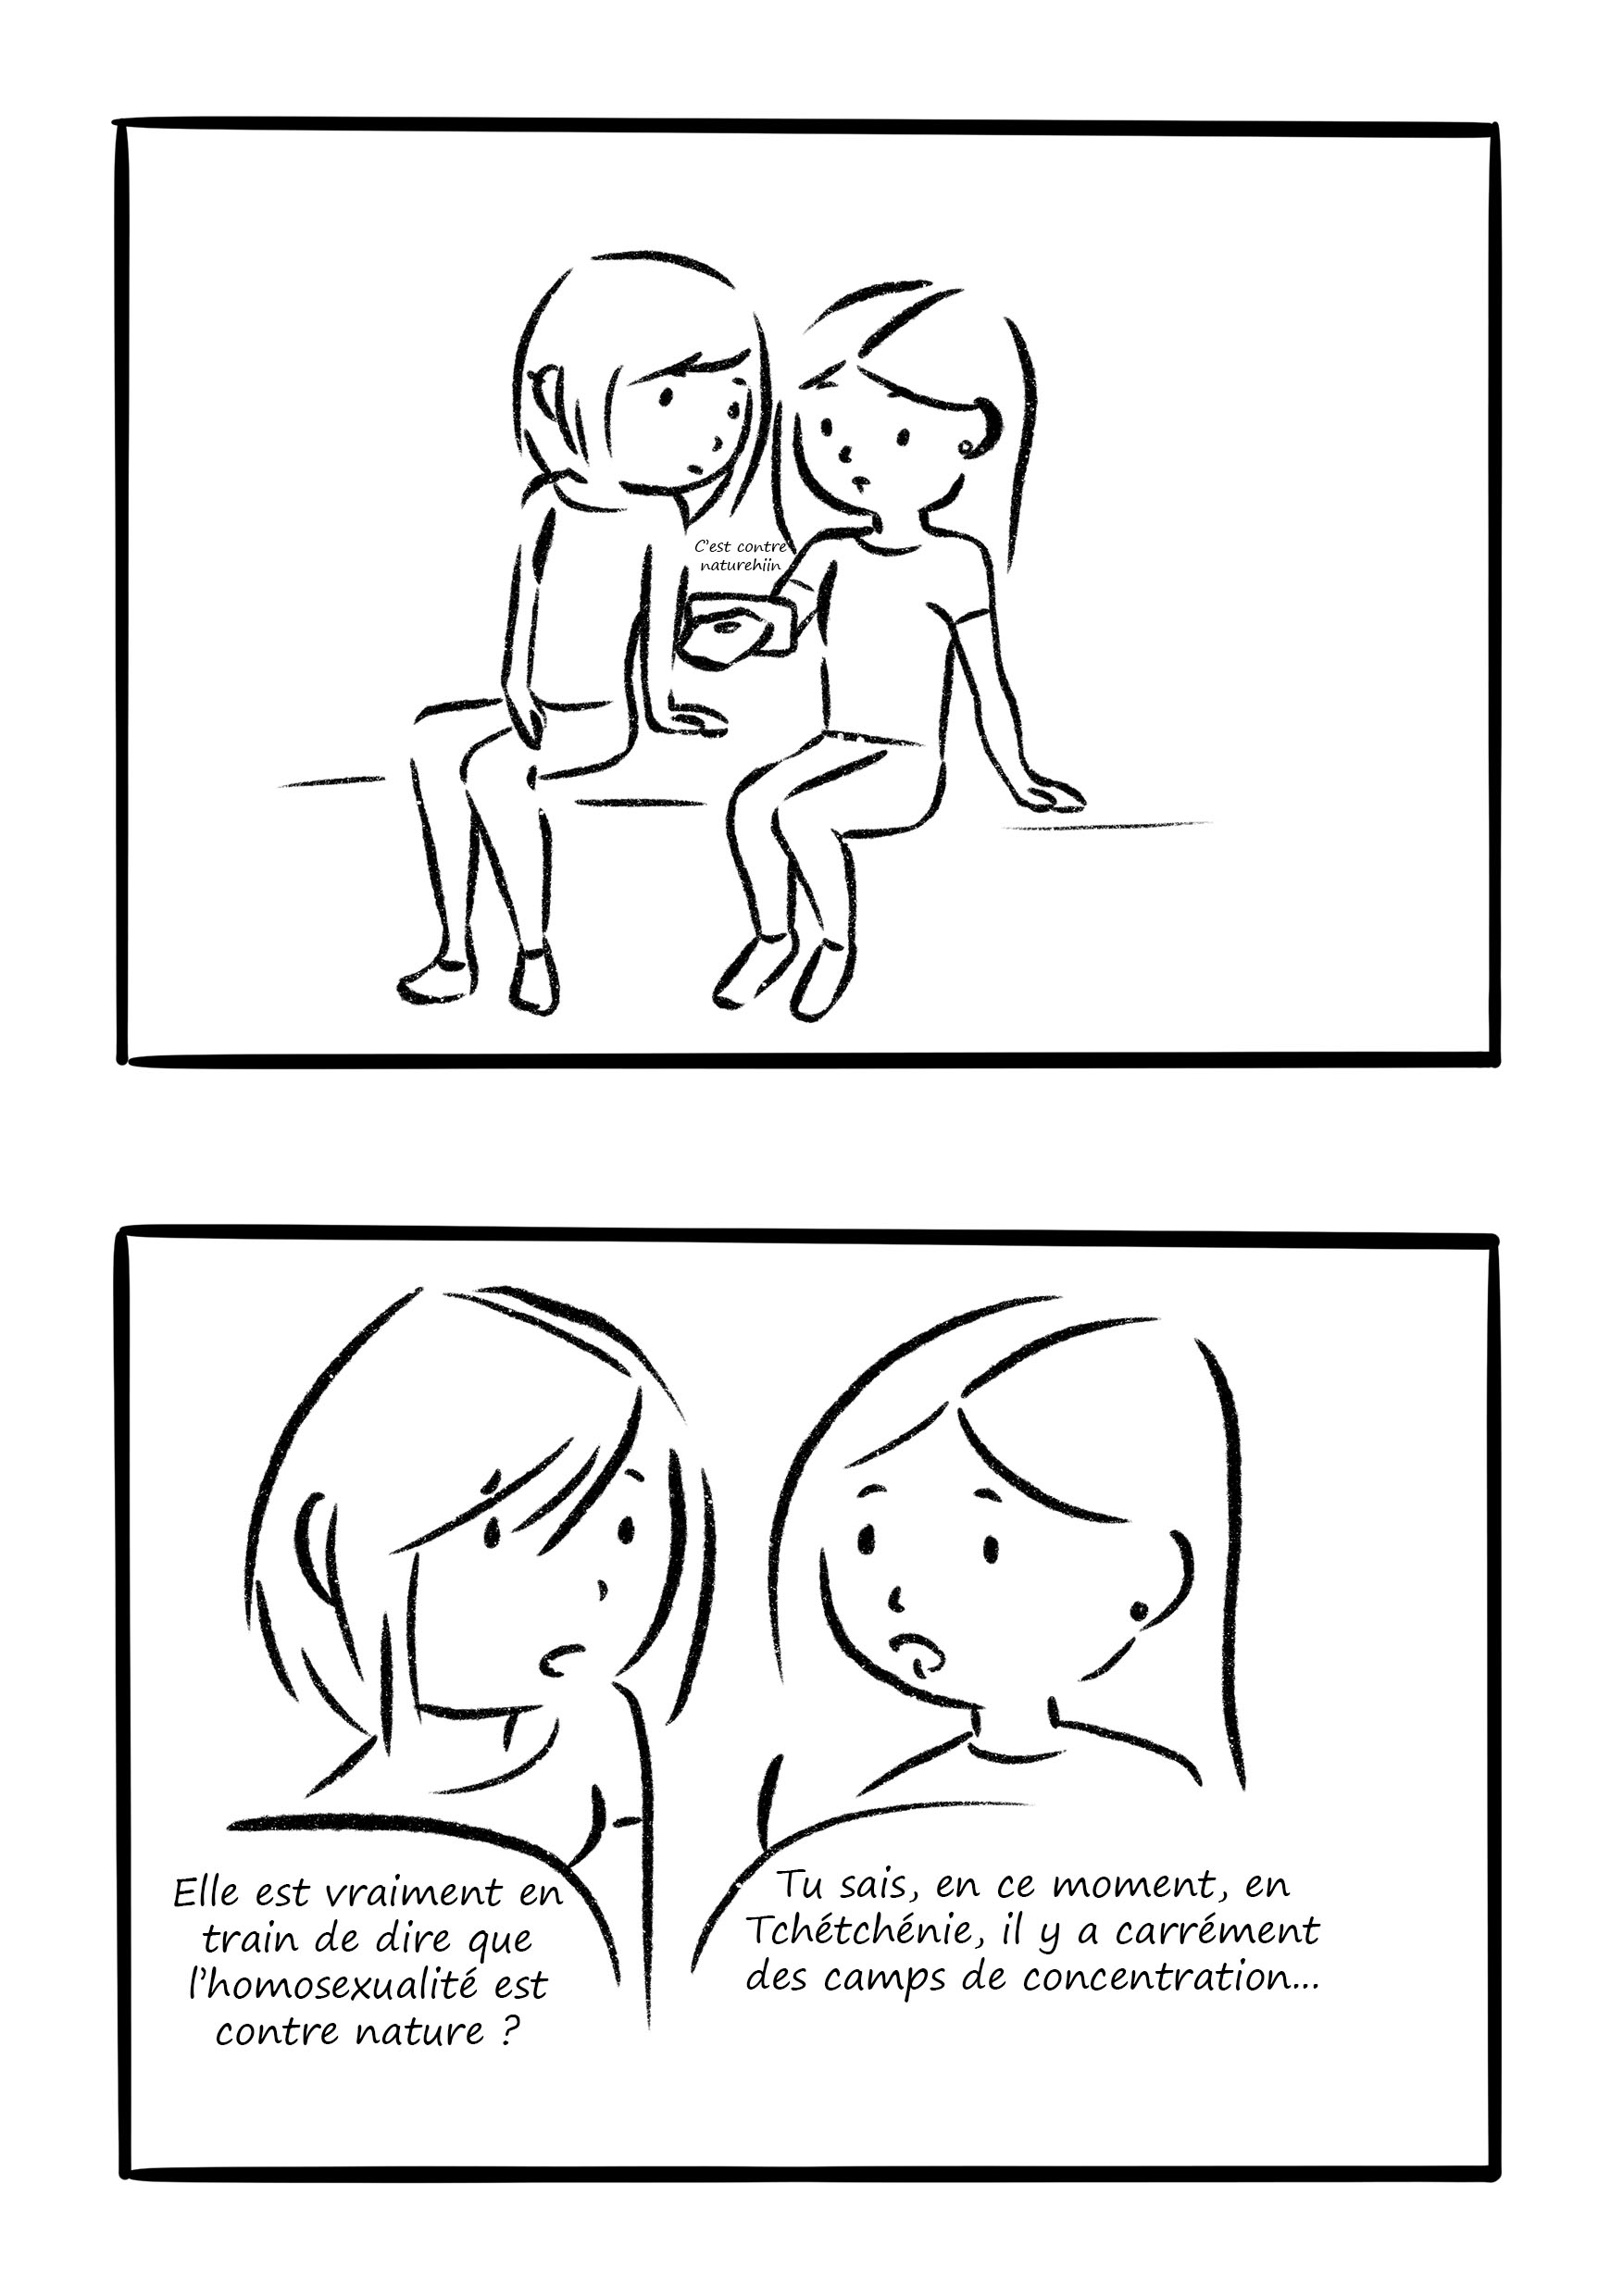 C'est contre
naturehiin
Elle est vraiment en
train de dire que
l'homosexualité est
contre nature ?
Tu sais, en ce moment, en
Tchétchénie, il y a carrément
des camps de concentration...